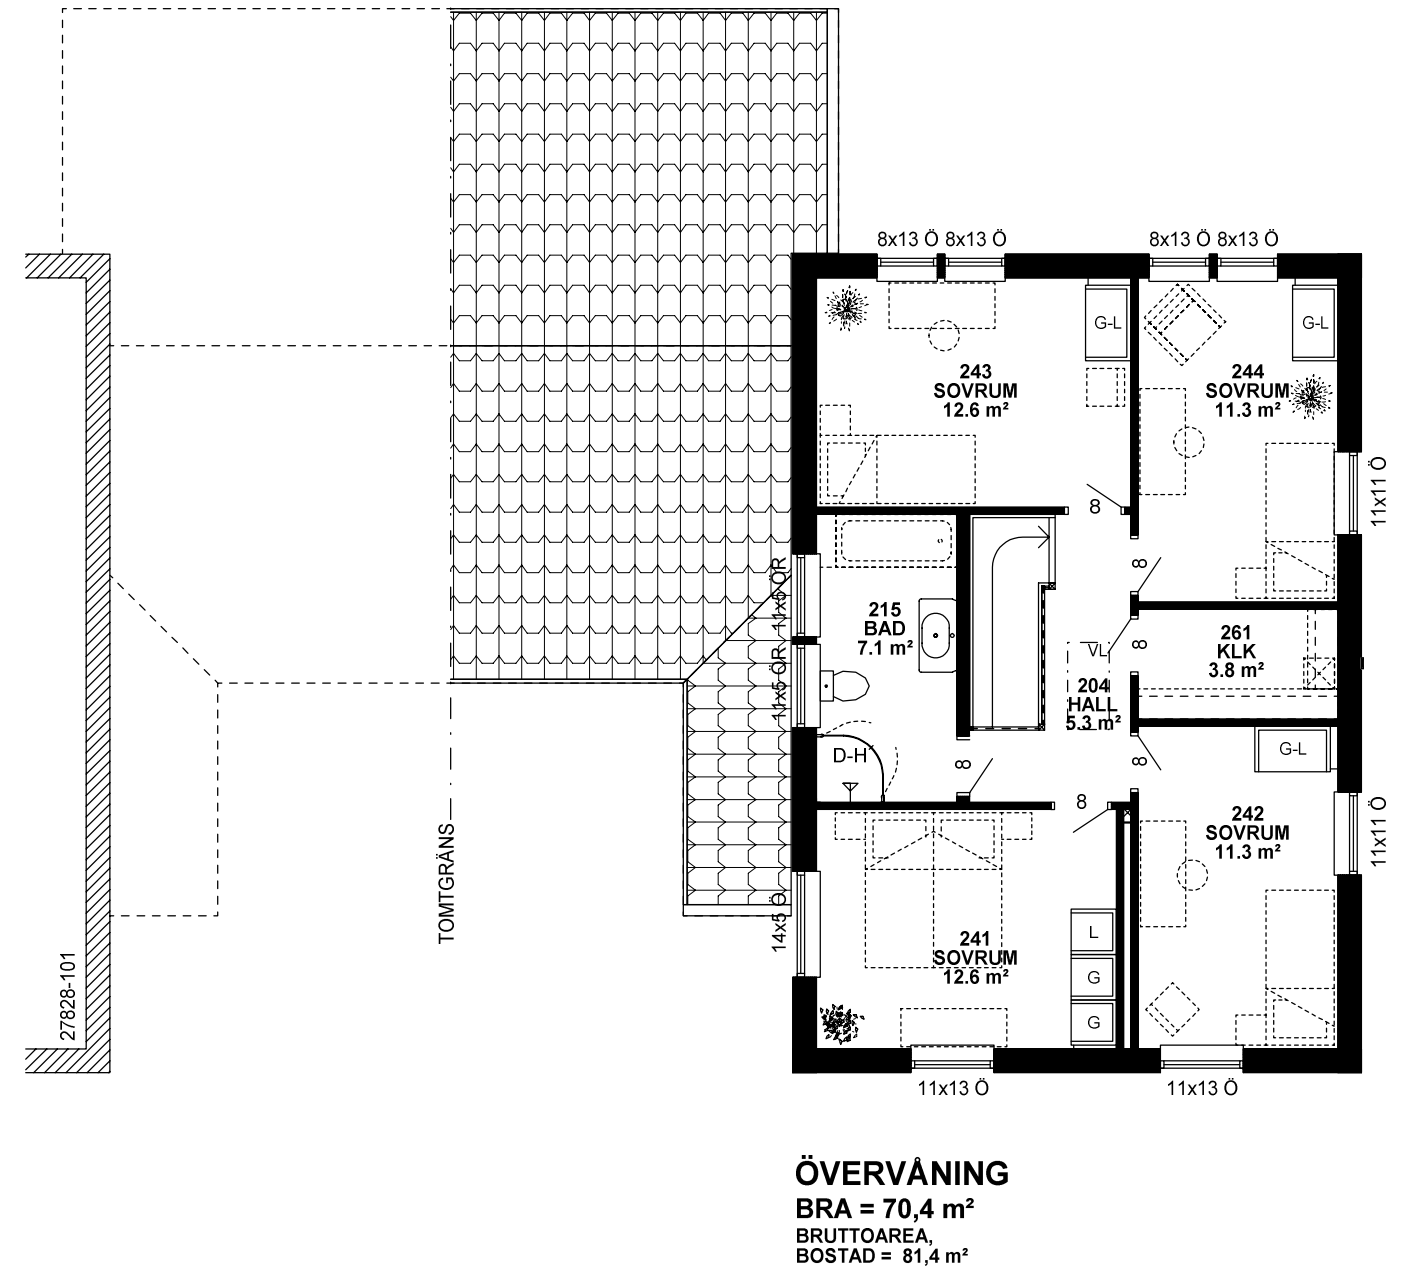 8x13 Ö 8x13 Ö
8x13 Ö 8x13 Ö
G-L
G-L
243
SOVRUM
12.6 m²
244
SOVRUM
11.3 m²
11x11 Ö
8
8
11x5 ÖR
215
BAD
7.1 m²
261
KLK
3.8 m²
8
VL
11x5 ÖR
204
HALL
5.3 m²
D-H
8
8
G-L
8
242
SOVRUM
11.3 m²
11x11 Ö
TOMTGRÄNS
14x5 Ö
241
SOVRUM
12.6 m²
L
G
G
27828-101
11x13 Ö
11x13 Ö
ÖVERVÅNING
BRA = 70,4 m²
BRUTTOAREA,
BOSTAD = 81,4 m²